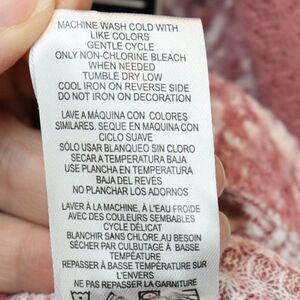 MACHINE WASH COLD WITH
LIKE COLORS
GENTLE CYCLE
ONLY NON-CHLORINE BLEACH
WHEN NEEDED
TUMBLE DRY LOW
COOL IRON ON REVERSE SIDE
DO NOT IRON ON DECORATION
LAVE A MÁQUINA CON COLORES
SIMILARES. SEQUE EN MAQUINA CON
CICLO SUAVE
SÓLO USAR BLANQUEO SIN CLORO
SECAR A TEMPERATURA BAJA
USE PLANCHA EN TEMPERATURA
BAJA DEL REVÉS
NO PLANCHAR LOS ADORNOS
LAVER À LA MACHINE, À L'EAU FROIDE
AVEC DES COULEURS SEMBABLES
CYCLE DÉLICAT
BLANCHIR SANS CHLORE, AU BESOIN
SÈCHER PAR CULBUTAGE À BASSE
TEMPÉRATURE
REPASSER À BASSE TEMPÉRATURE SUR
L'ENVERS
NE PAS REPASSER LA GARNITURE